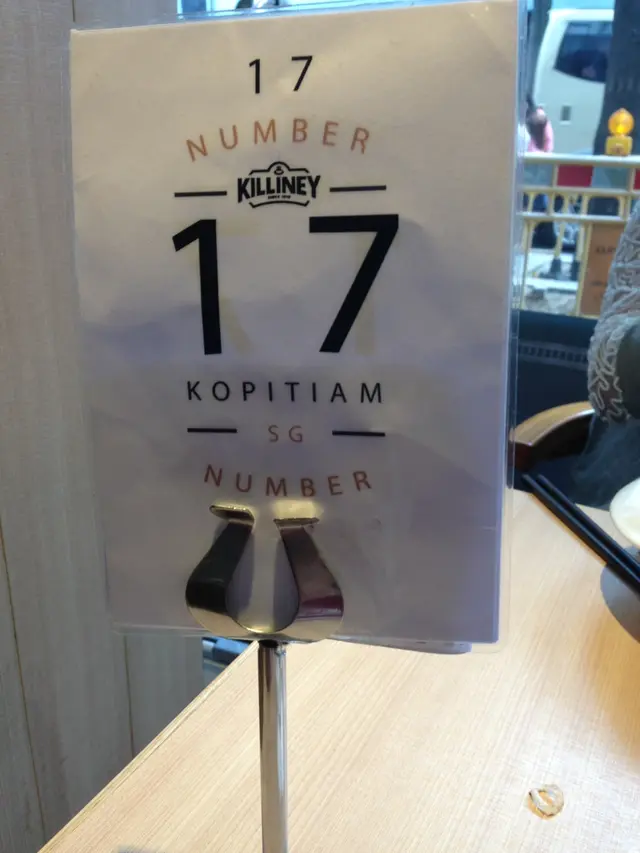 17
NUMBER
KILLINEY
17
KOPITIAM
SG
NUMBER